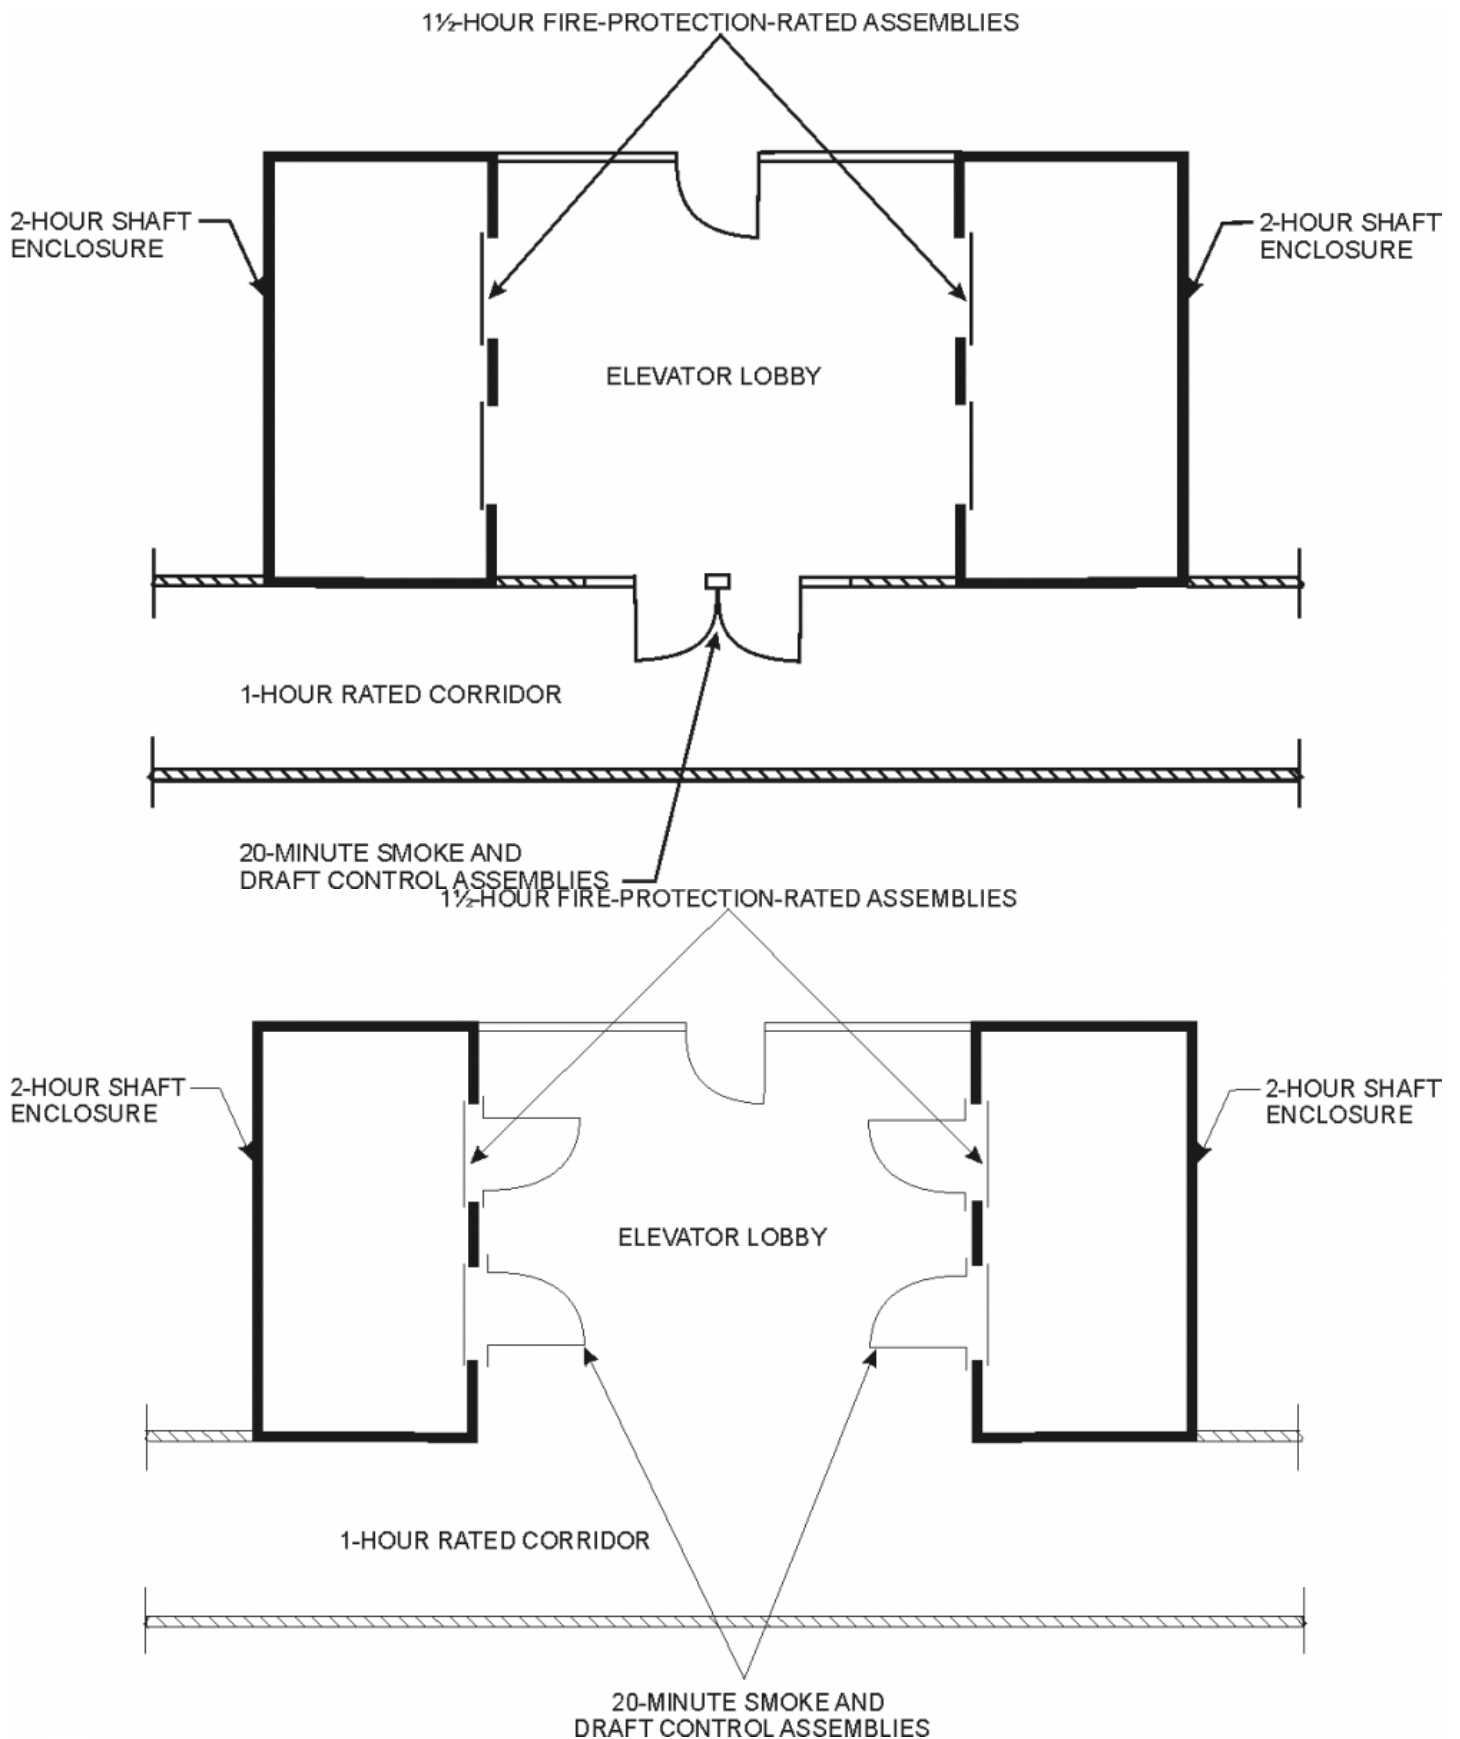 1½-HOUR FIRE-PROTECTION-RATED ASSEMBLIES
2-HOUR SHAFT
ENCLOSURE
2-HOUR SHAFT
ENCLOSURE
ELEVATOR LOBBY
1-HOUR RATED CORRIDOR
20-MINUTE SMOKE AND
DRAFT CONTROL ASSEMBLIES
1½-HOUR FIRE-PROTECTION-RATED ASSEMBLIES
2-HOUR SHAFT
ENCLOSURE
2-HOUR SHAFT
ENCLOSURE
ELEVATOR LOBBY
1-HOUR RATED CORRIDOR
20-MINUTE SMOKE AND
DRAFT CONTROL ASSEMBLIES